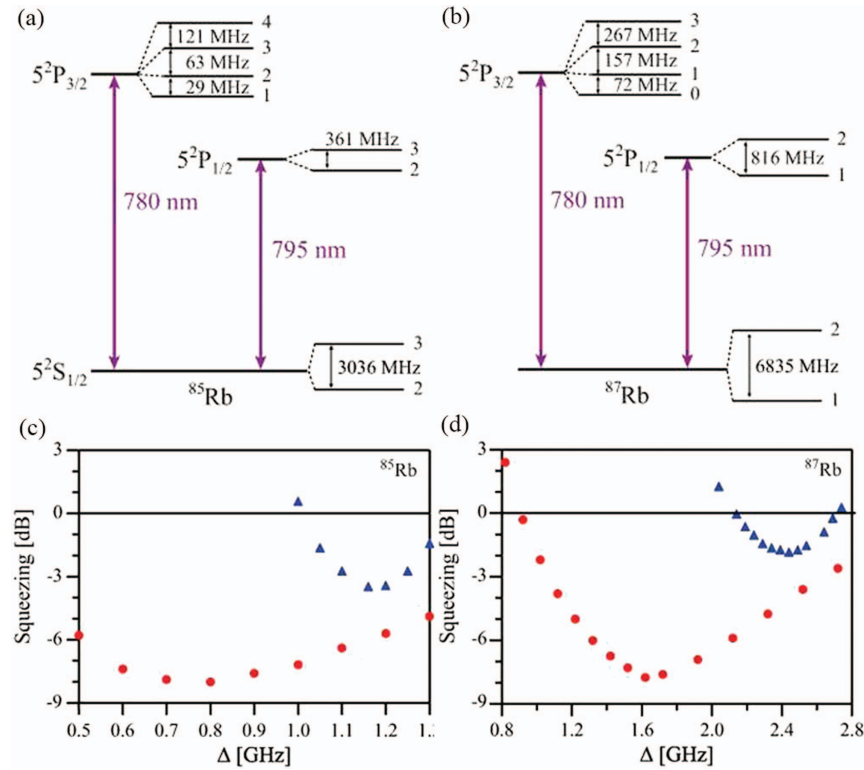 (a)
4
121 MHz
3
5²P₃/₂
63 MHz
2
29 MHz
1
361 MHz
3
5²P₁/₂
2
780 nm
795 nm
3
3036 MHz
5²S₁/₂
⁸⁵Rb
2
(b)
3
267 MHz
2
157 MHz
1
72 MHz
0
2
5²P₁/₂
816 MHz
1
780 nm
795 nm
2
6835 MHz
⁸⁷Rb
1
5²P₃/₂
(c)
3
⁸⁵Rb
0
-3
-6
-9
Squeezing [dB]
0.5 0.6 0.7 0.8 0.9 1.0 1.1 1.2 1.3
Δ [GHz]
(d)
3
⁸⁷Rb
0
-3
-6
-9
Squeezing [dB]
0.8 1.2 1.6 2.0 2.4 2.8
Δ [GHz]